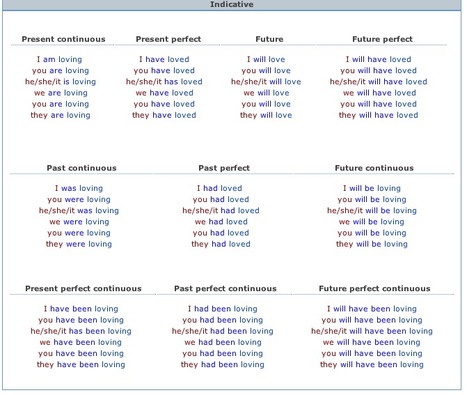 Indicative
Present continuous Present perfect Future Future perfect
I am loving I have loved I will love I will have loved
you are loving you have loved you will love you will have loved
he/she/it is loving he/she/it has loved he/she/it will love he/she/it will have loved
we are loving we have loved we will love we will have loved
you are loving you have loved you will love you will have loved
they are loving they have loved they will love they will have loved
Past continuous Past perfect Future continuous
I was loving I had loved I will be loving
you were loving you had loved you will be loving
he/she/it was loving he/she/it had loved he/she/it will be loving
we were loving we had loved we will be loving
you were loving you had loved you will be loving
they were loving they had loved they will be loving
Present perfect continuous Past perfect continuous Future perfect continuous
I have been loving I had been loving I will have been loving
you have been loving you had been loving you will have been loving
he/she/it has been loving he/she/it had been loving he/she/it will have been loving
we have been loving we had been loving we will have been loving
you have been loving you had been loving you will have been loving
they have been loving they had been loving they will have been loving